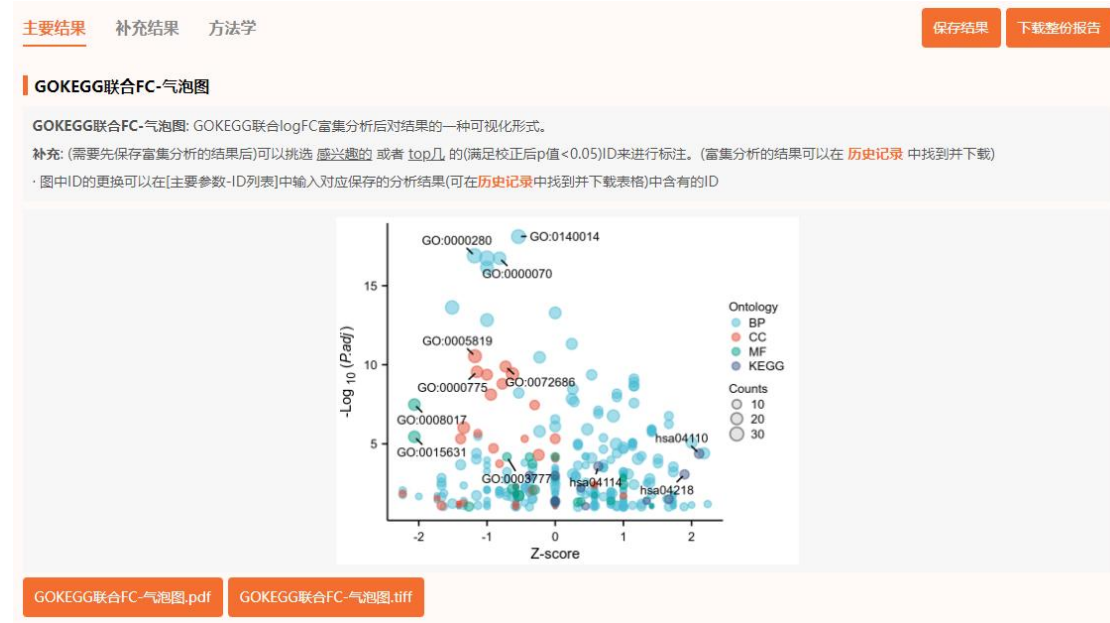 主要结果 补充结果 方法学 保存结果 下载整份报告
GOKEGG联合FC-气泡图
GOKEGG联合FC-气泡图: GOKEGG联合logFC富集分析后对结果的一种可视化形式。
补充: (需要先保存富集分析的结果后)可以挑选 感兴趣的 或者 top几 的(满足校正后p值<0.05)ID来进行标注。(富集分析的结果可以在 历史记录 中找到并下载)
· 图中ID的更换可以在[主要参数-ID列表]中输入对应保存的分析结果(可在历史记录中找到并下载表格)中含有的ID
GO:0000280
GO:0140014
GO:0000070
GO:0005819
GO:0000775
GO:0072686
GO:0008017
GO:0015631
GO:0003777
hsa04110
hsa04114
hsa04218
-Log 10 (P.adj)
15
10
5
-2 -1 0 1 2
Z-score
Ontology
BP
CC
MF
KEGG
Counts
10
20
30
GOKEGG联合FC-气泡图.pdf GOKEGG联合FC-气泡图.tiff